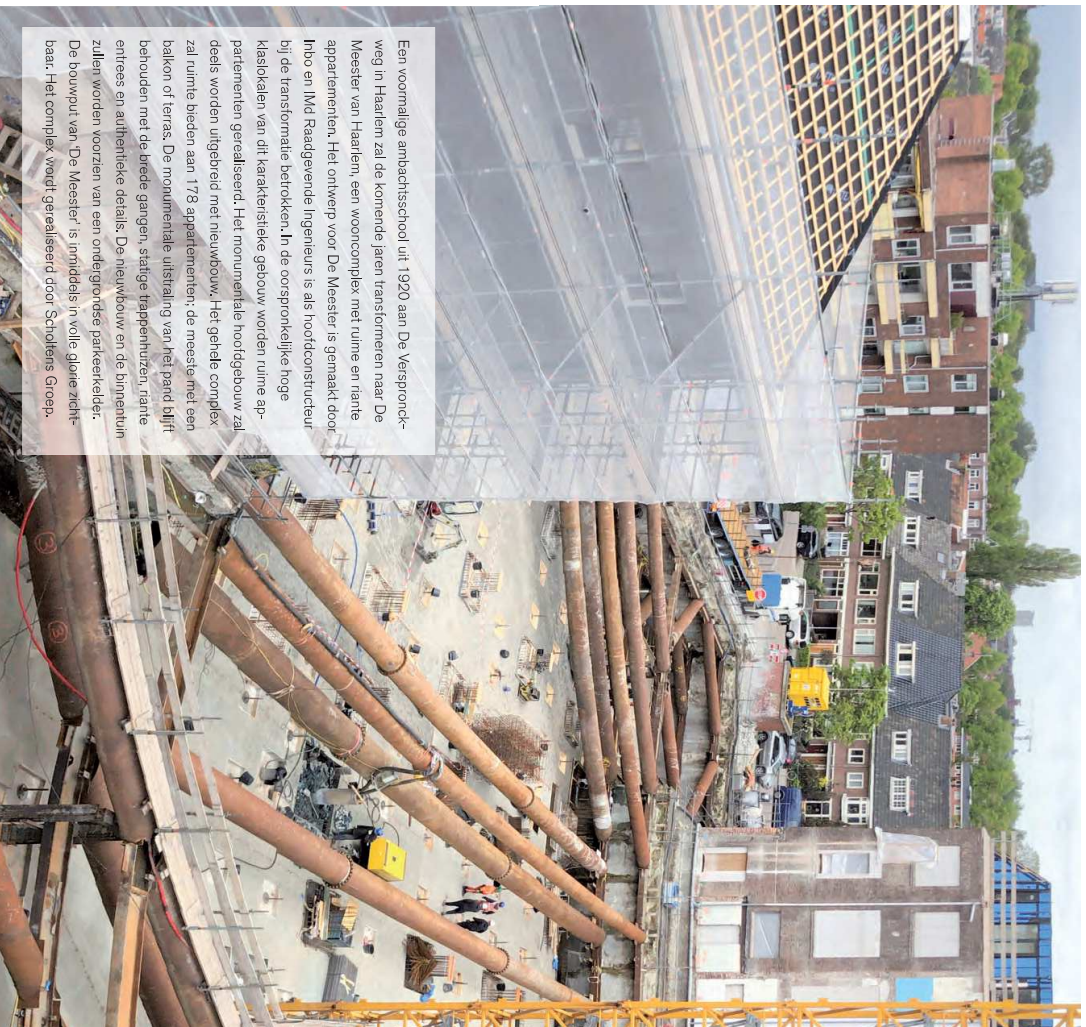 Een voormalige ambachtsschool uit 1920 aan De Verspronck-
weg in Haarlem zal de komende jaren transformeren naar De
Meester van Haarlem, een wooncomplex met ruime en riante
appartementen. Het ontwerp voor De Meester is gemaakt door
Inbo en IMd Raadgevende Ingenieurs is als hoofdconstructeur
bij de transformatie betrokken. In de oorspronkelijke hoge
klaslokalen van dit karakteristieke gebouw worden ruime ap-
partementen gerealiseerd. Het monumentale hoofdgebouw zal
deels worden uitgebreid met nieuwbouw. Het gehele complex
zal ruimte bieden aan 178 appartementen; de meeste met een
balkon of terras. De monumentale uitstraling van het pand blijft
behouden met de brede gangen, statige trappenhuizen, riante
entrees en authentieke details. De nieuwbouw en de binnentuin
zullen worden voorzien van een ondergrondse parkeerkelder.
De bouwput van 'De Meester' is inmiddels in volle glorie zicht-
baar. Het complex wordt gerealiseerd door Scholtens Groep.